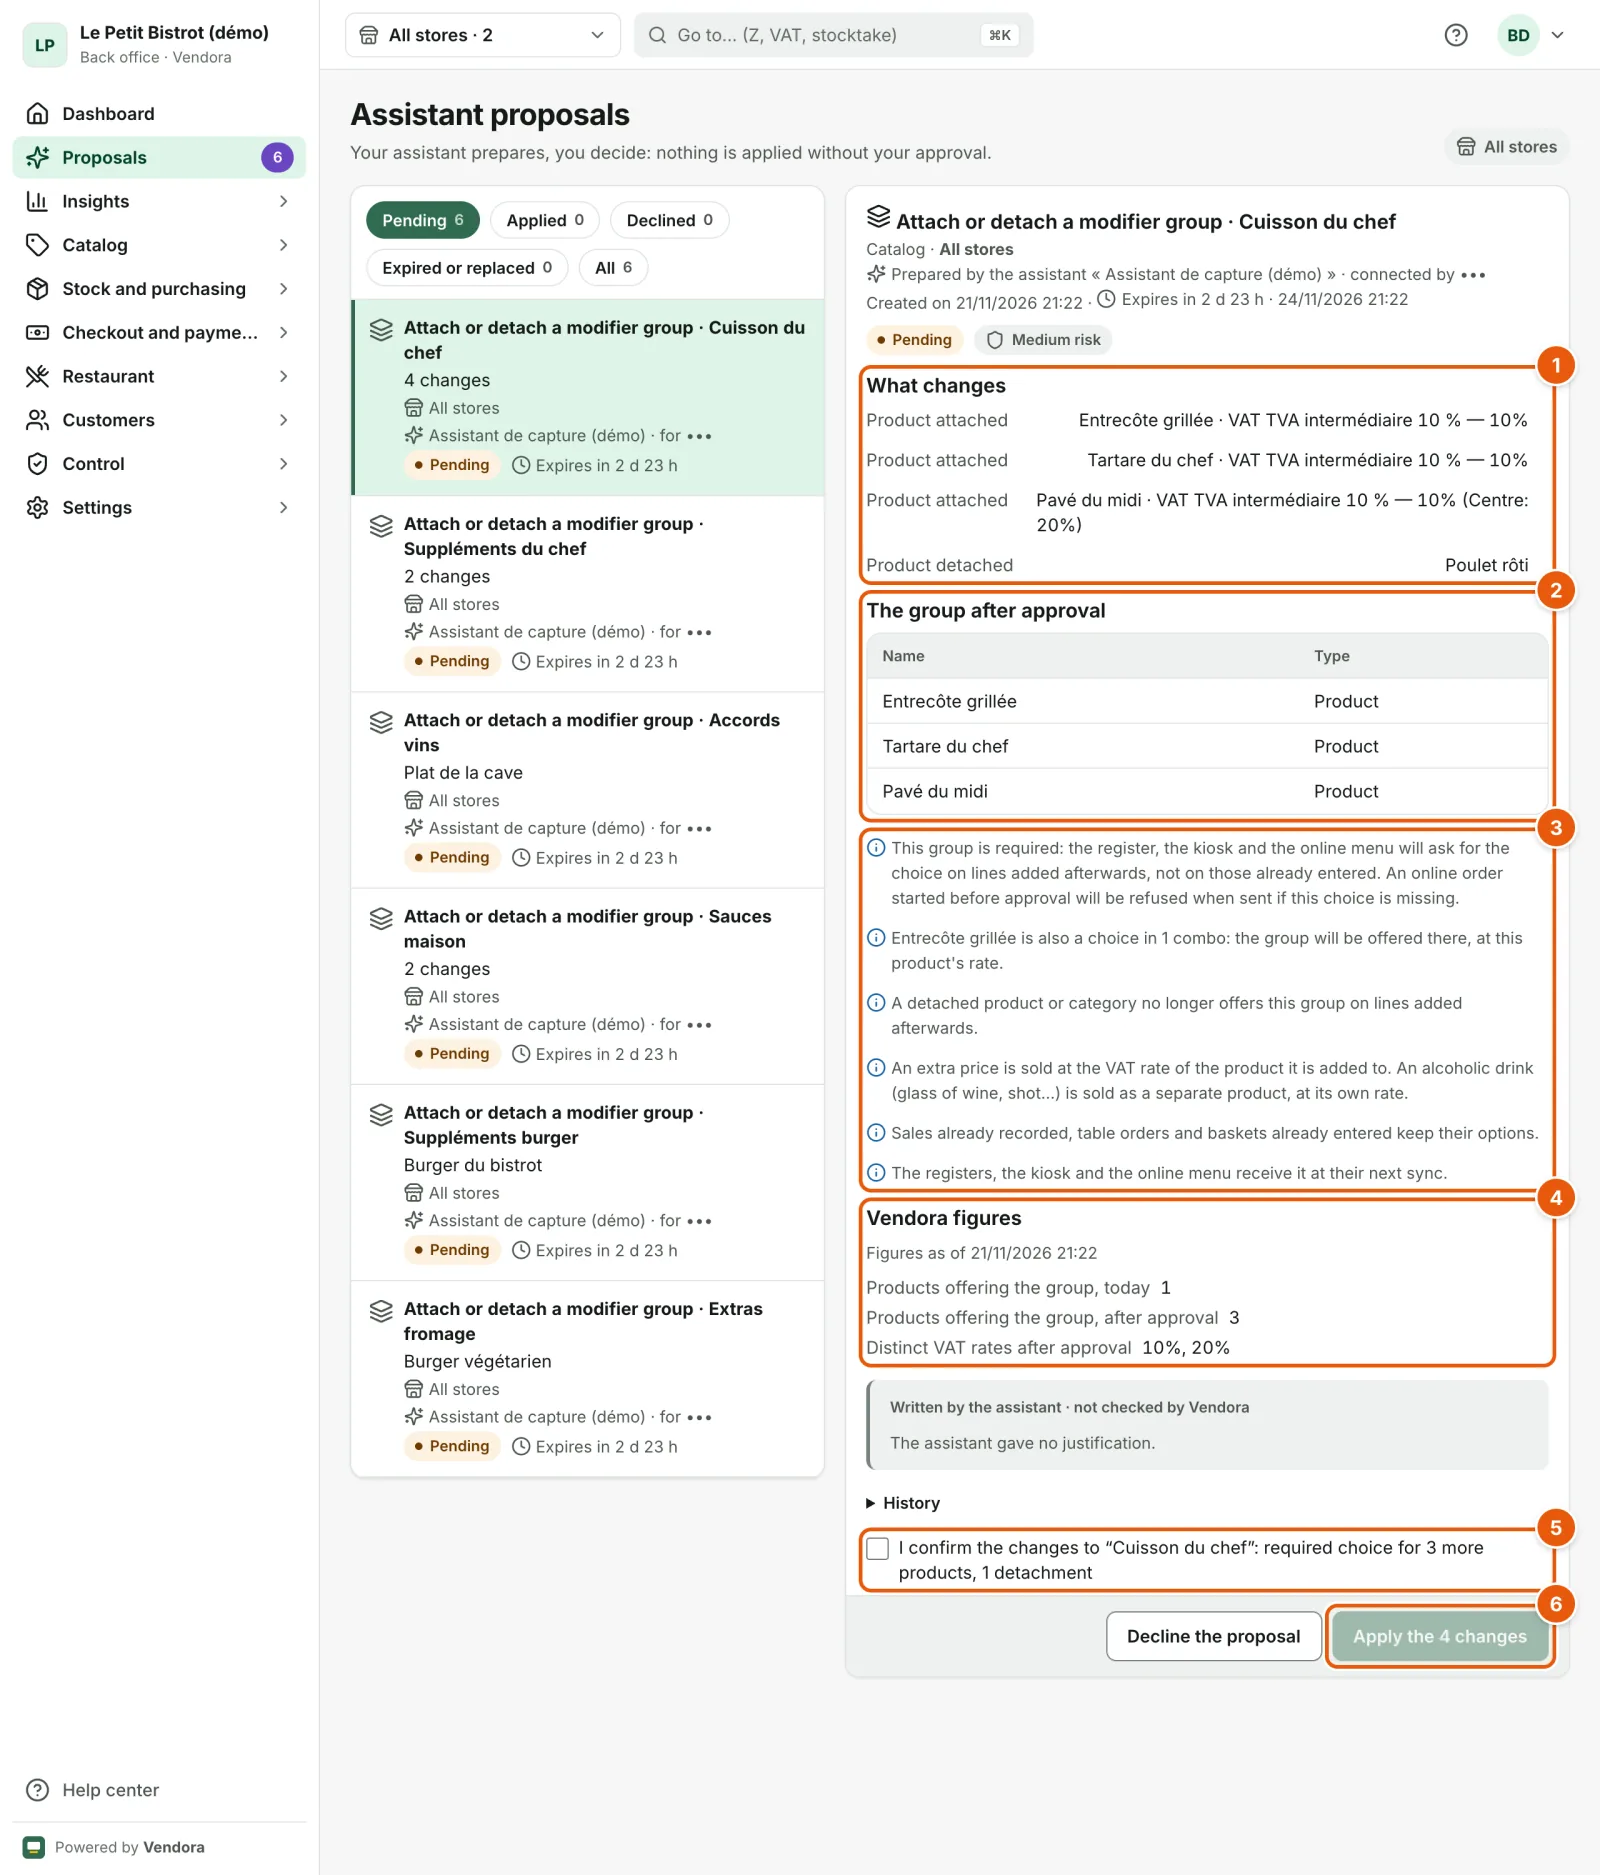 LP
Le Petit Bistrot (démo)
Back office · Vendora
All stores · 2
Go to... (Z, VAT, stocktake)
⌘K
BD
Dashboard
Proposals 6
Insights
Catalog
Stock and purchasing
Checkout and payme...
Restaurant
Customers
Control
Settings
Help center
Powered by Vendora
Assistant proposals
Your assistant prepares, you decide: nothing is applied without your approval.
All stores
Pending 6
Applied 0
Declined 0
Expired or replaced 0
All 6
Attach or detach a modifier group · Cuisson du
chef
4 changes
All stores
Assistant de capture (démo) · for •••
Pending
Expires in 2 d 23 h
Attach or detach a modifier group ·
Suppléments du chef
2 changes
All stores
Assistant de capture (démo) · for •••
Pending
Expires in 2 d 23 h
Attach or detach a modifier group · Accords
vins
Plat de la cave
All stores
Assistant de capture (démo) · for •••
Pending
Expires in 2 d 23 h
Attach or detach a modifier group · Sauces
maison
2 changes
All stores
Assistant de capture (démo) · for •••
Pending
Expires in 2 d 23 h
Attach or detach a modifier group ·
Suppléments burger
Burger du bistrot
All stores
Assistant de capture (démo) · for •••
Pending
Expires in 2 d 23 h
Attach or detach a modifier group · Extras
fromage
Burger végétarien
All stores
Assistant de capture (démo) · for •••
Pending
Expires in 2 d 23 h
Attach or detach a modifier group · Cuisson du chef
Catalog · All stores
Prepared by the assistant « Assistant de capture (démo) » · connected by •••
Created on 21/11/2026 21:22 · Expires in 2 d 23 h · 24/11/2026 21:22
Pending
Medium risk
1
What changes
Product attached Entrecôte grillée · VAT TVA intermédiaire 10 % — 10%
Product attached Tartare du chef · VAT TVA intermédiaire 10 % — 10%
Product attached Pavé du midi · VAT TVA intermédiaire 10 % — 10% (Centre:
20%)
Product detached Poulet rôti
2
The group after approval
Name Type
Entrecôte grillée Product
Tartare du chef Product
Pavé du midi Product
3
This group is required: the register, the kiosk and the online menu will ask for the
choice on lines added afterwards, not on those already entered. An online order
started before approval will be refused when sent if this choice is missing.
Entrecôte grillée is also a choice in 1 combo: the group will be offered there, at this
product's rate.
A detached product or category no longer offers this group on lines added
afterwards.
An extra price is sold at the VAT rate of the product it is added to. An alcoholic drink
(glass of wine, shot...) is sold as a separate product, at its own rate.
Sales already recorded, table orders and baskets already entered keep their options.
The registers, the kiosk and the online menu receive it at their next sync.
4
Vendora figures
Figures as of 21/11/2026 21:22
Products offering the group, today 1
Products offering the group, after approval 3
Distinct VAT rates after approval 10%, 20%
Written by the assistant · not checked by Vendora
The assistant gave no justification.
History
5
I confirm the changes to “Cuisson du chef”: required choice for 3 more
products, 1 detachment
6
Decline the proposal
Apply the 4 changes